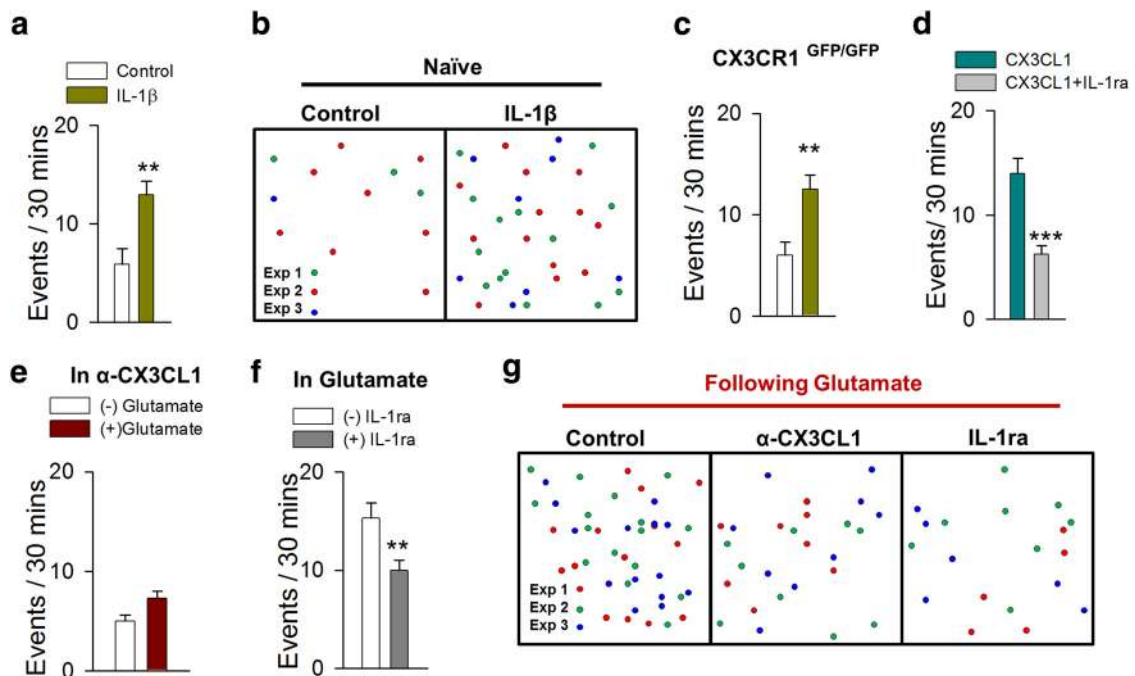 a
Control
IL-1β
20
10
0
Events / 30 mins
**
b
Naïve
Control
IL-1β
Exp 1
Exp 2
Exp 3
c
CX3CR1 GFP/GFP
20
10
0
Events / 30 mins
**
d
CX3CL1
CX3CL1+IL-1ra
20
10
0
Events/ 30 mins
***
e
In α-CX3CL1
(-) Glutamate
(+)Glutamate
20
10
0
Events / 30 mins
f
In Glutamate
(-) IL-1ra
(+) IL-1ra
20
10
0
Events / 30 mins
**
g
Following Glutamate
Control
α-CX3CL1
IL-1ra
Exp 1
Exp 2
Exp 3